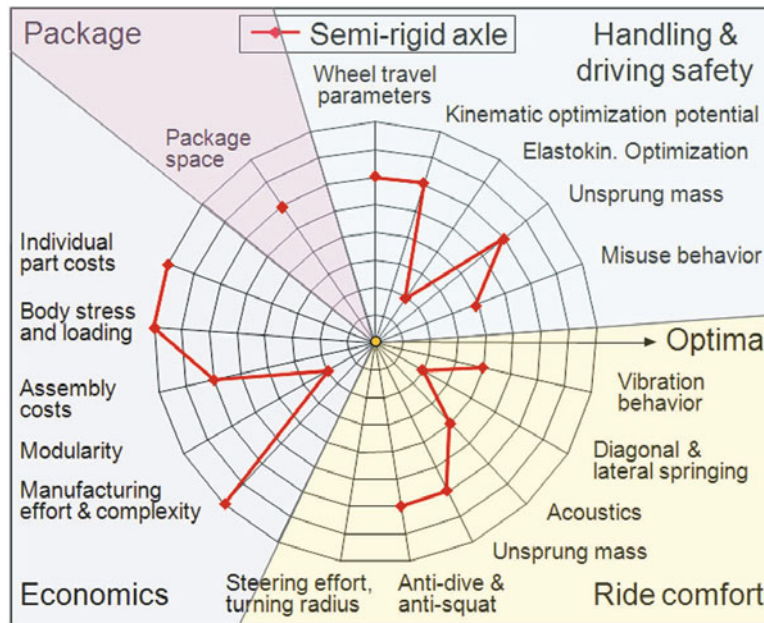 Package
Semi-rigid axle
Handling &
driving safety
Wheel travel
parameters
Kinematic optimization potential
Elastokin. Optimization
Unsprung mass
Misuse behavior
Package
space
Individual
part costs
Body stress
and loading
Assembly
costs
Modularity
Manufacturing
effort & complexity
Optima
Vibration
behavior
Diagonal &
lateral springing
Acoustics
Unsprung mass
Anti-dive &
anti-squat
Steering effort,
turning radius
Economics
Ride comfort